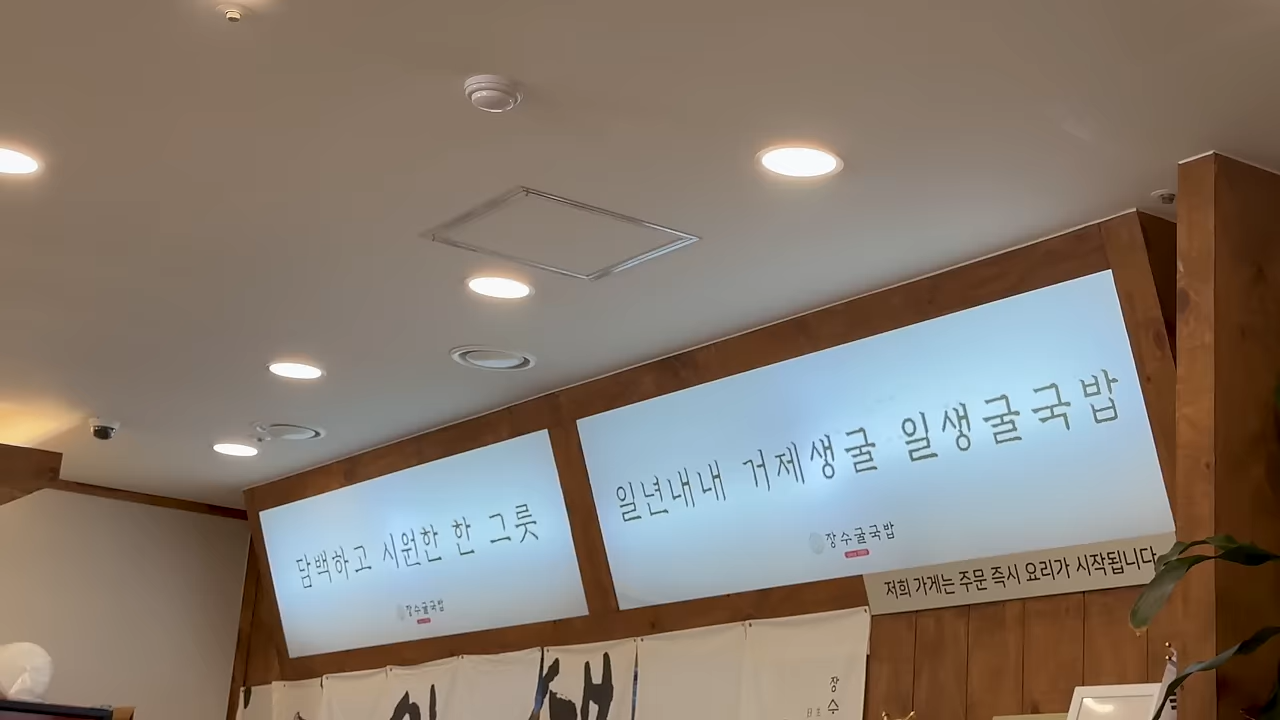 담백하고 시원한 한 그릇
장수굴국밥
일년내내 거제생굴 일생굴국밥
장수굴국밥
저희 가게는 주문 즉시 요리가 시작됩니다
장수